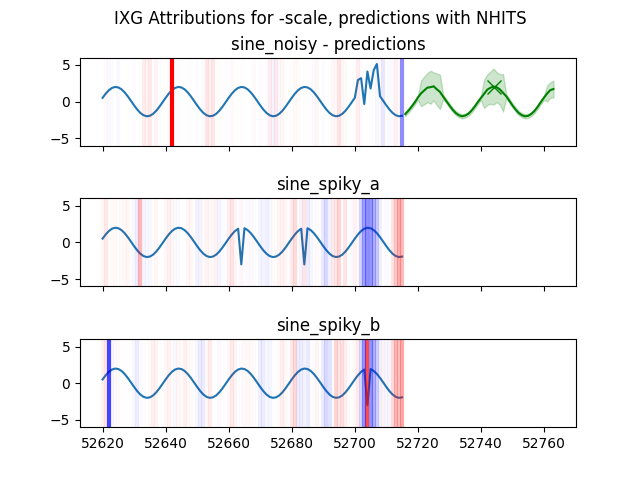 IXG Attributions for -scale, predictions with NHITS
sine_noisy - predictions
5
0
−5
sine_spiky_a
5
0
−5
sine_spiky_b
5
0
−5
52620 52640 52660 52680 52700 52720 52740 52760